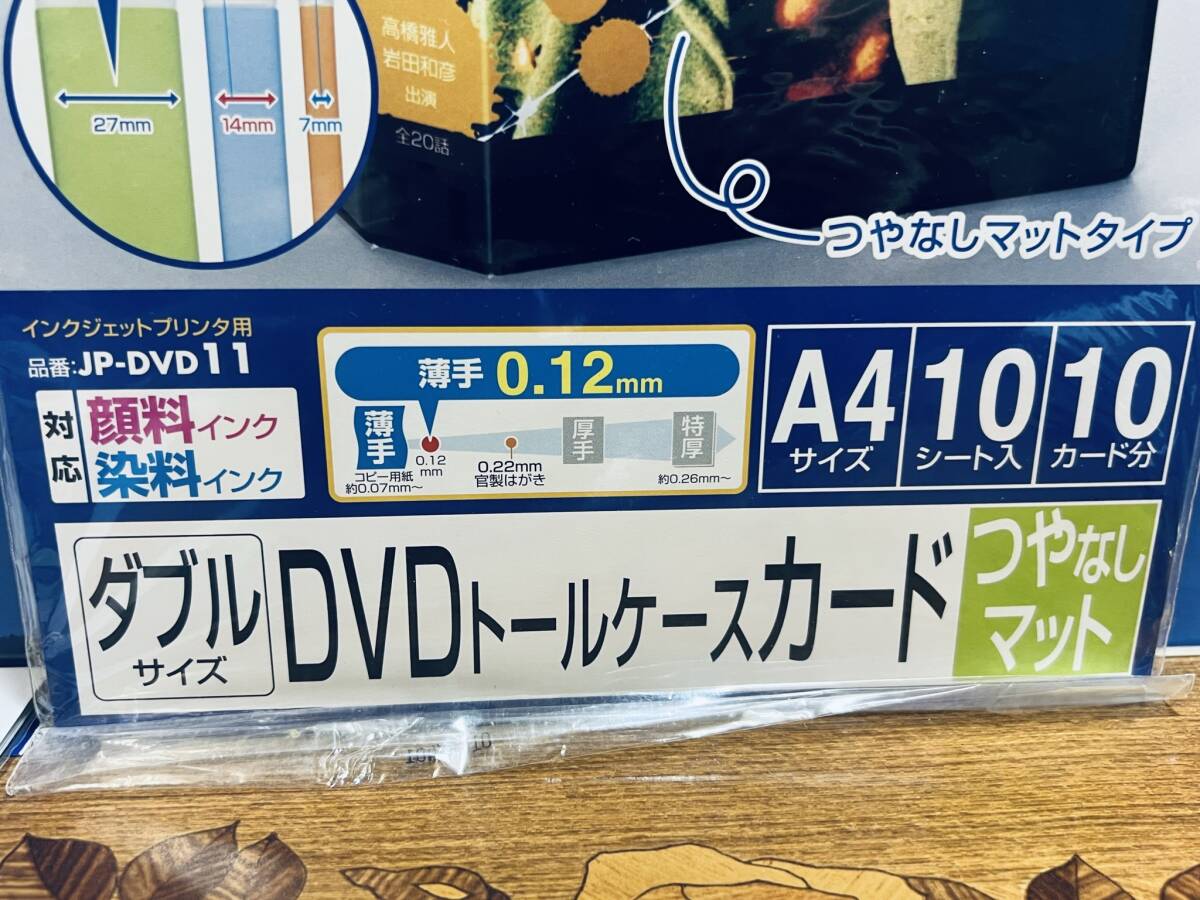 高橋雅人
岩田和彦
出演
全20話
27mm
14mm
7mm
つやなしマットタイプ
インクジェットプリンタ用
品番:JP-DVD11
対応
顔料インク
染料インク
薄手 0.12mm
薄手
コピー用紙
約0.07mm～
0.12
mm
0.22mm
官製はがき
厚手
特厚
約0.26mm～
A4
サイズ
10
シート入
10
カード分
ダブル
サイズ
DVDトールケースカード
つやなし
マット